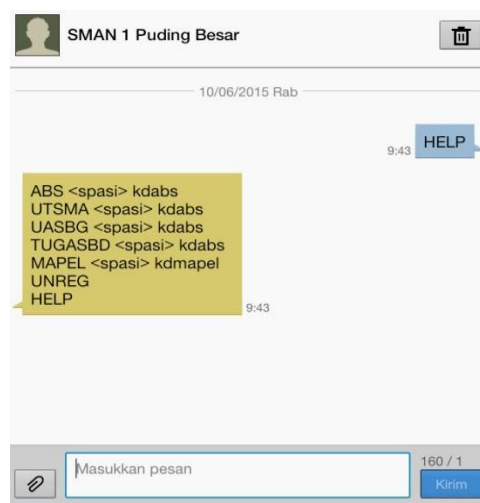 SMAN 1 Puding Besar
10/06/2015 Rab
HELP
9:43
ABS <spasi> kdabs
UTSMA <spasi> kdabs
UASBG <spasi> kdabs
TUGASBD <spasi> kdabs
MAPEL <spasi> kdmapel
UNREG
HELP
9:43
Masukkan pesan
160 / 1
Kirim